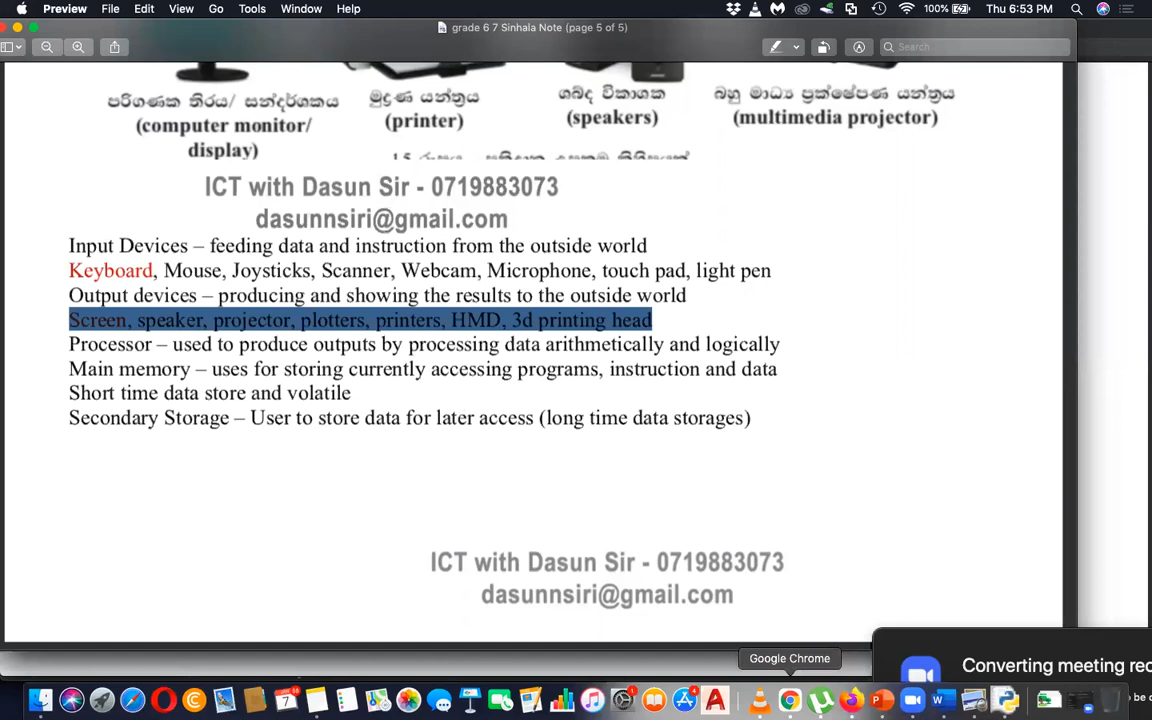 Preview File Edit View Go Tools Window Help 100% Thu 6:53 PM
grade 6 7 Sinhala Note (page 5 of 5)
Search
පරිගණක තිරය/ සන්දර්ශකය
(computer monitor/
display)
මුද්‍රණ යන්ත්‍රය
(printer)
ශබ්ද විකාශක
(speakers)
බහු මාධ්‍ය ප්‍රක්ෂේපණ යන්ත්‍රය
(multimedia projector)
ICT with Dasun Sir - 0719883073
dasunnsiri@gmail.com
Input Devices – feeding data and instruction from the outside world
Keyboard, Mouse, Joysticks, Scanner, Webcam, Microphone, touch pad, light pen
Output devices – producing and showing the results to the outside world
Screen, speaker, projector, plotters, printers, HMD, 3d printing head
Processor – used to produce outputs by processing data arithmetically and logically
Main memory – uses for storing currently accessing programs, instruction and data
Short time data store and volatile
Secondary Storage – User to store data for later access (long time data storages)
ICT with Dasun Sir - 0719883073
dasunnsiri@gmail.com
Google Chrome
Converting meeting rec